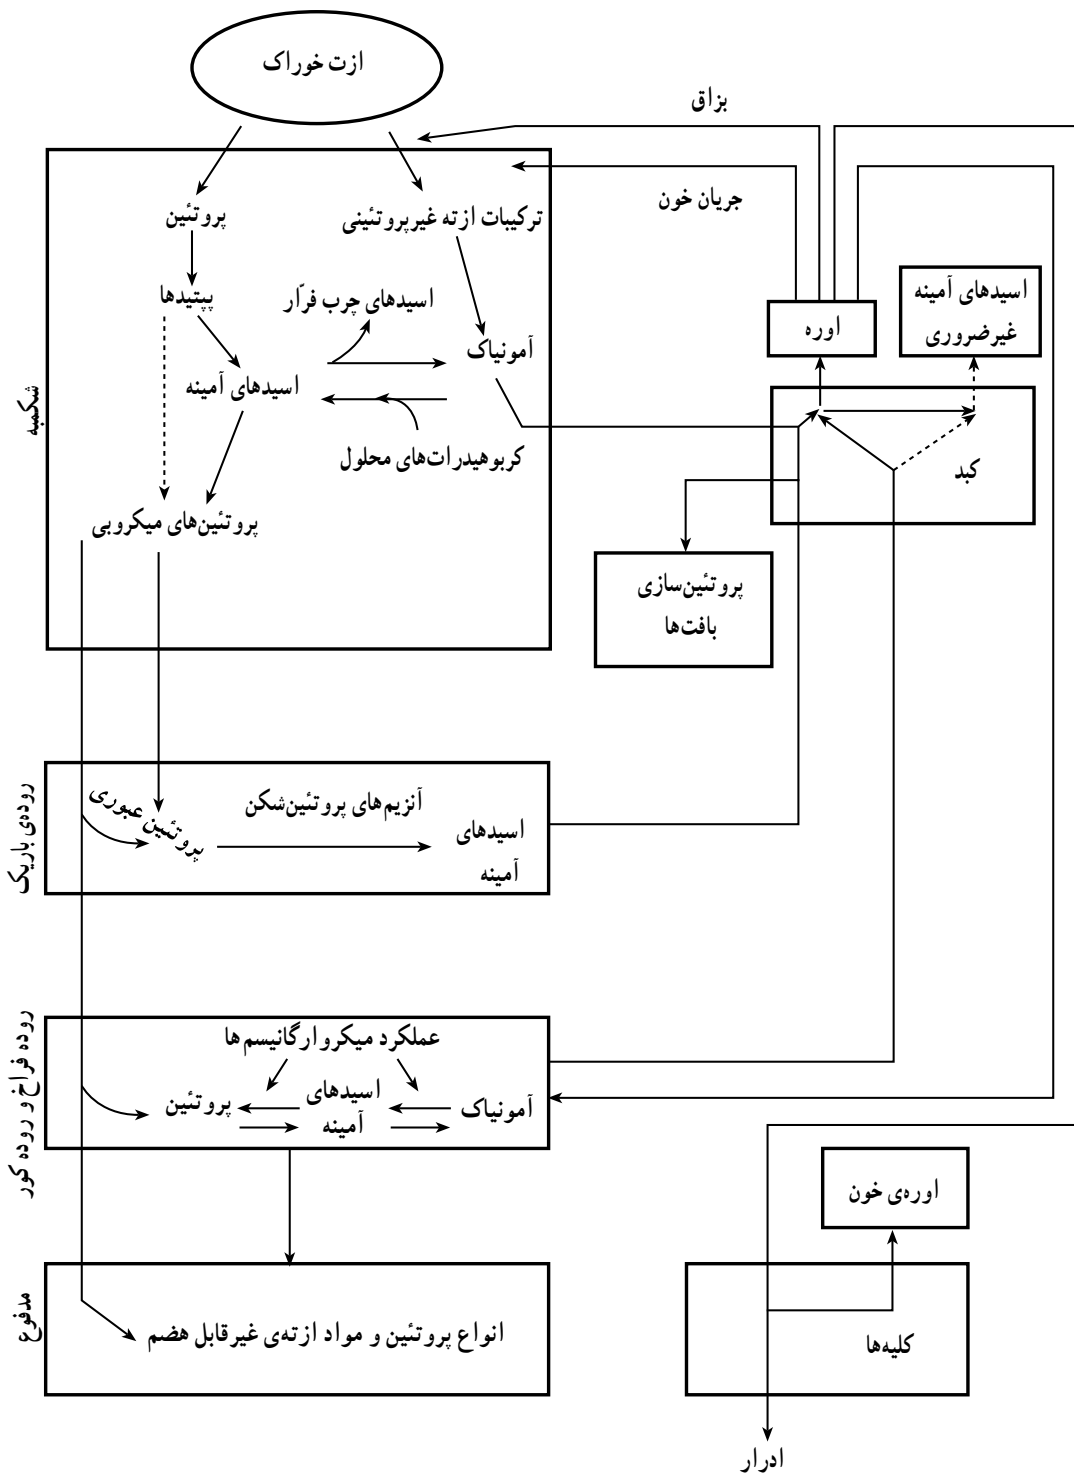 ازت خوراک
بزاق
جریان خون
پروتئین
ترکیبات ازته غیرپروتئینی
پپتیدها
اسیدهای چرب فرّار
آمونیاک
اسیدهای آمینه
کربوهیدرات‌های محلول
پروتئین‌های میکروبی
شکمبه
اوره
اسیدهای آمینه
غیرضروری
کبد
پروتئین‌سازی
بافت‌ها
روده‌ی باریک
پروتئین عبوری
آنزیم‌های پروتئین‌شکن
اسیدهای
آمینه
روده فراخ و روده کور
عملکرد میکروارگانیسم‌ها
پروتئین
اسیدهای
آمینه
آمونیاک
اوره‌ی خون
مدفوع
انواع پروتئین و مواد ازته‌ی غیرقابل هضم
کلیه‌ها
ادرار